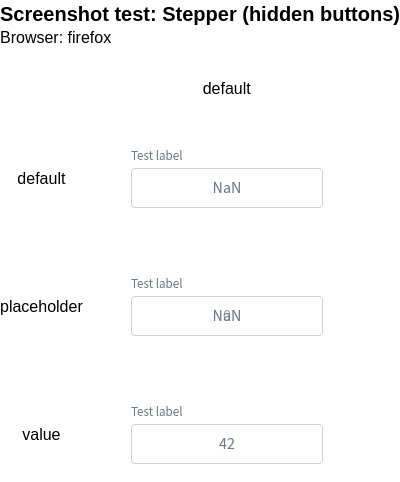 Screenshot test: Stepper (hidden buttons)
Browser: firefox
default
Test label
default
NaN
Test label
placeholder
NaN
Test label
value
42